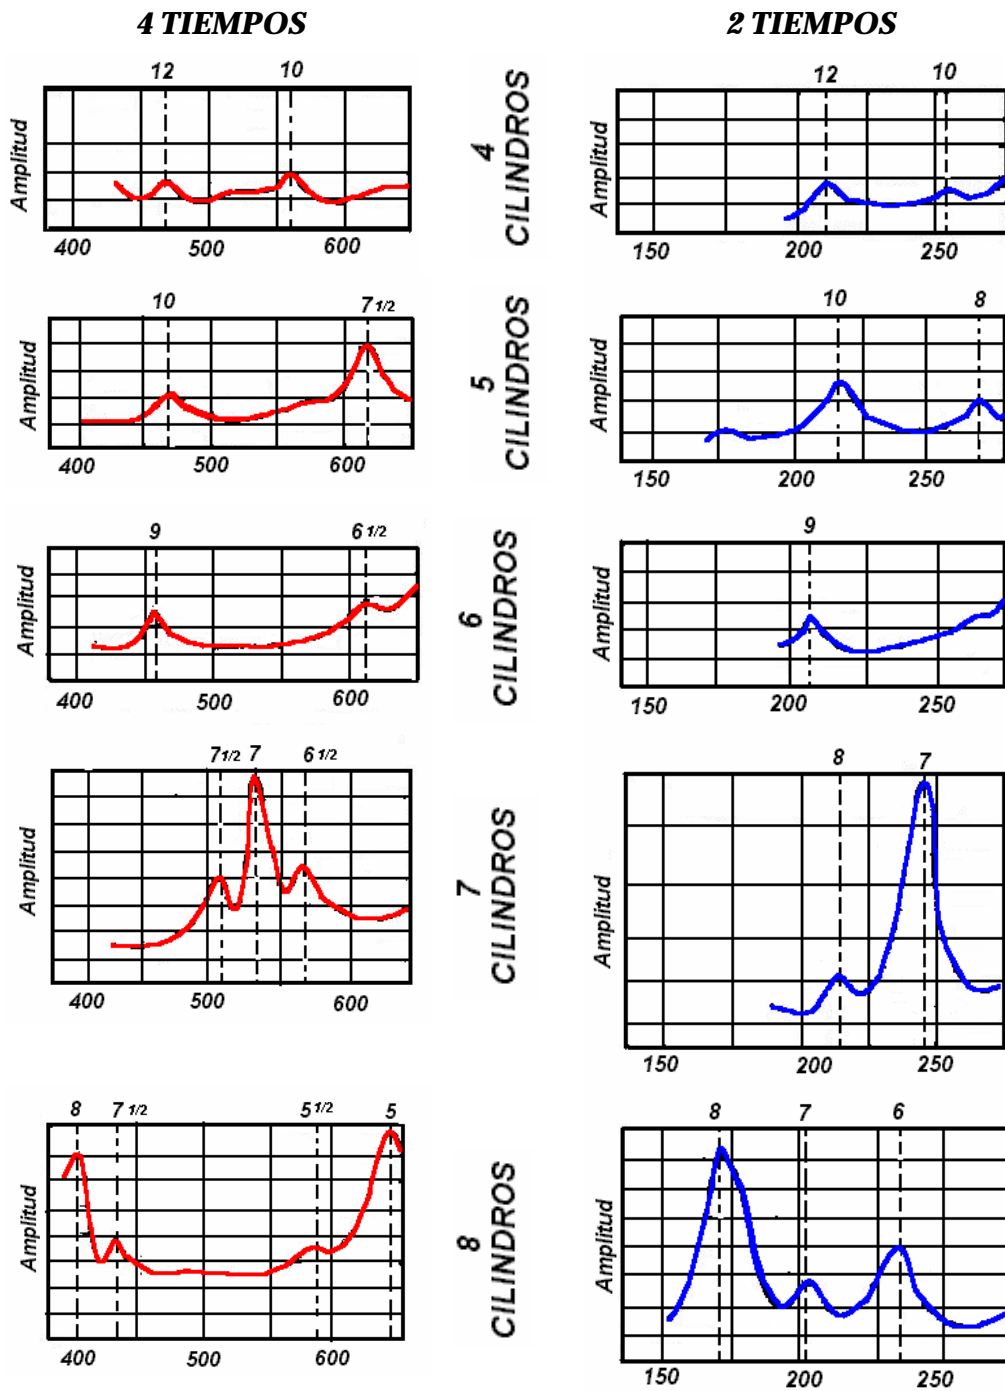 4 TIEMPOS
2 TIEMPOS
12 10
Amplitud
400 500 600
4
CILINDROS
12 10
Amplitud
150 200 250
10 7 1/2
Amplitud
400 500 600
5
CILINDROS
10 8
Amplitud
150 200 250
9 6 1/2
Amplitud
400 500 600
6
CILINDROS
9
Amplitud
150 200 250
7 1/2 7 6 1/2
Amplitud
400 500 600
7
CILINDROS
8 7
Amplitud
150 200 250
8 7 1/2 5 1/2 5
Amplitud
400 500 600
8
CILINDROS
8 7 6
Amplitud
150 200 250